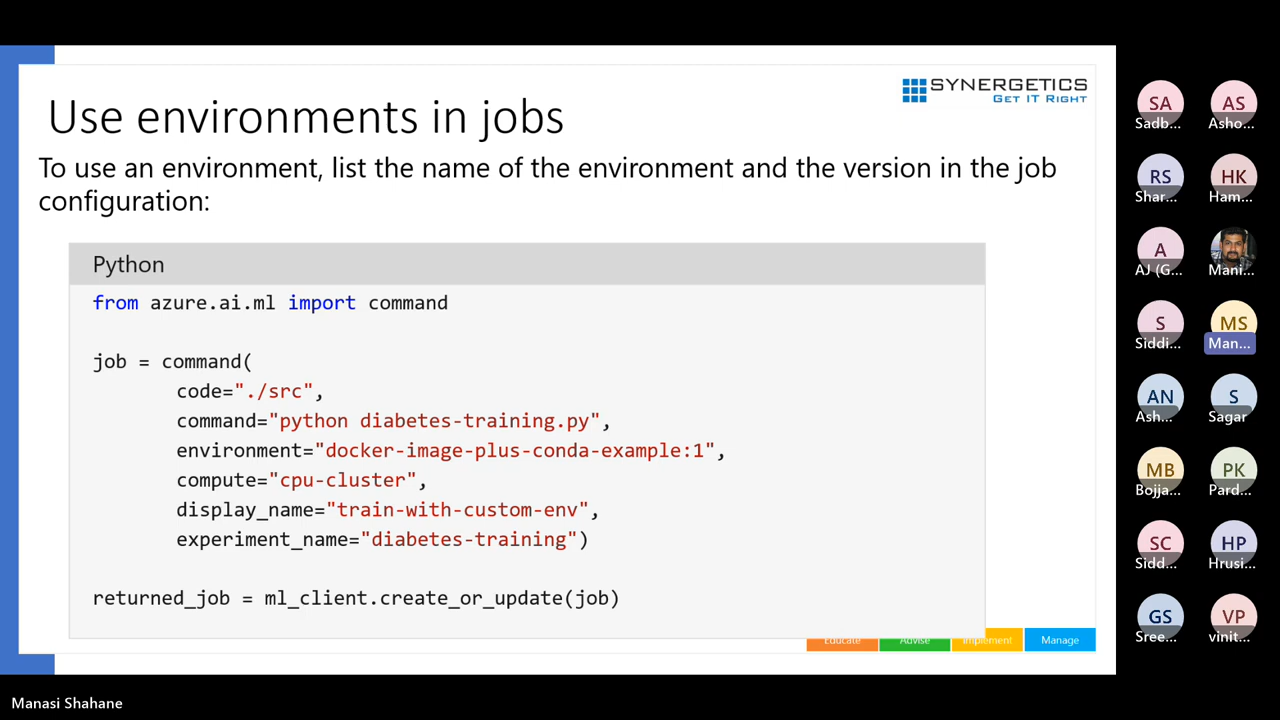 SYNERGETICS
GET IT RIGHT
Use environments in jobs
To use an environment, list the name of the environment and the version in the job
configuration:
Python
from azure.ai.ml import command
job = command(
code="./src",
command="python diabetes-training.py",
environment="docker-image-plus-conda-example:1",
compute="cpu-cluster",
display_name="train-with-custom-env",
experiment_name="diabetes-training")
returned_job = ml_client.create_or_update(job)
Educate Advise Implement Manage
SA AS
Sadb... Asho...
RS HK
Shar... Ham...
A
AJ (G... Mani...
S MS
Siddi... Man...
AN S
Ash... Sagar
MB PK
Bojja... Pard...
SC HP
Sidd... Hrusi...
GS VP
Sree... vinit...
Manasi Shahane